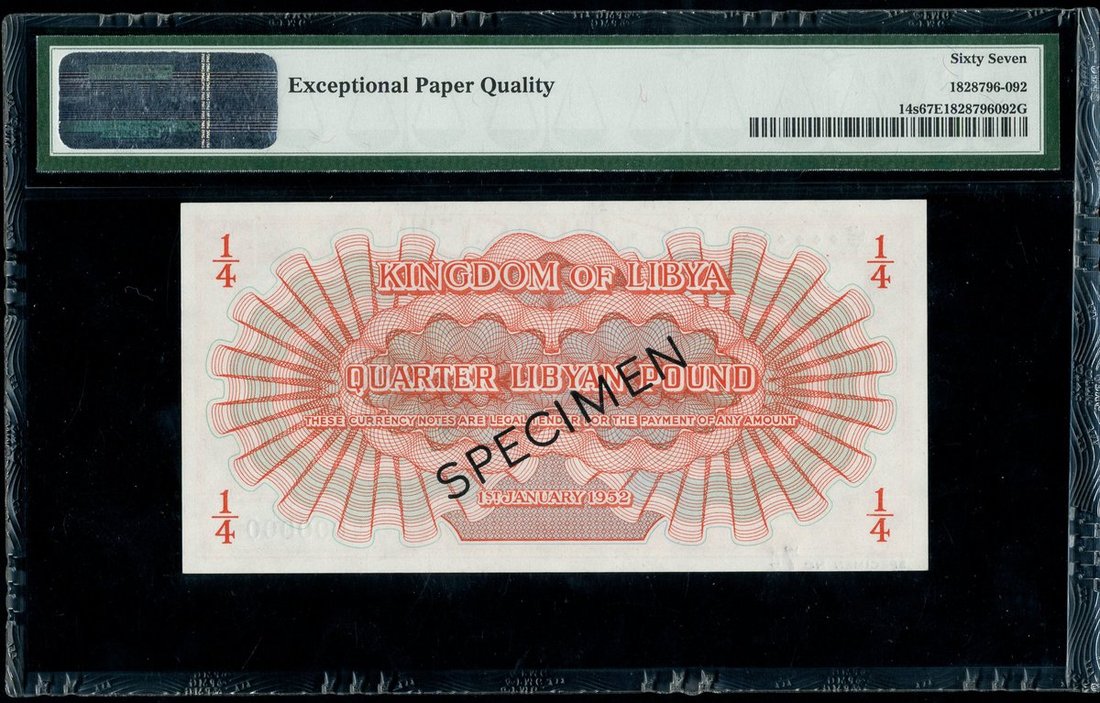 Exceptional Paper Quality
Sixty Seven
1828796-092
14s67E1828796092G
1/4
1/4
KINGDOM OF LIBYA
QUARTER LIBYAN POUND
THESE CURRENCY NOTES ARE LEGAL TENDER FOR THE PAYMENT OF ANY AMOUNT
SPECIMEN
1ST JANUARY 1952
1/4
1/4